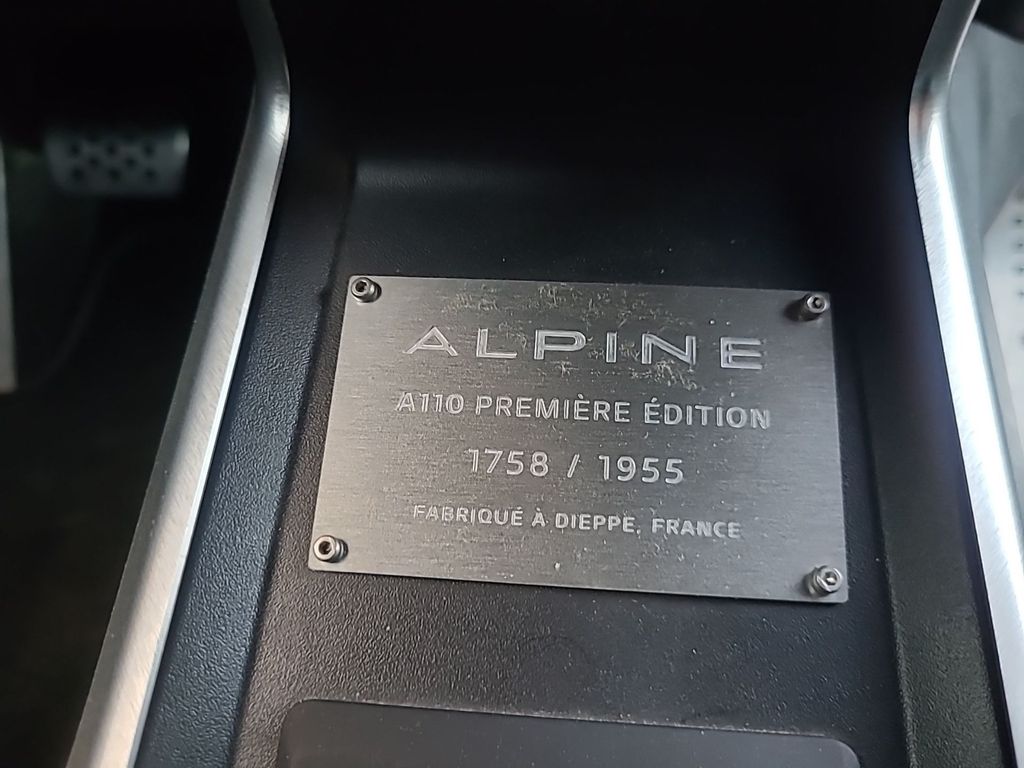 ALPINE
A110 PREMIÈRE ÉDITION
1758 / 1955
FABRIQUÉ À DIEPPE, FRANCE